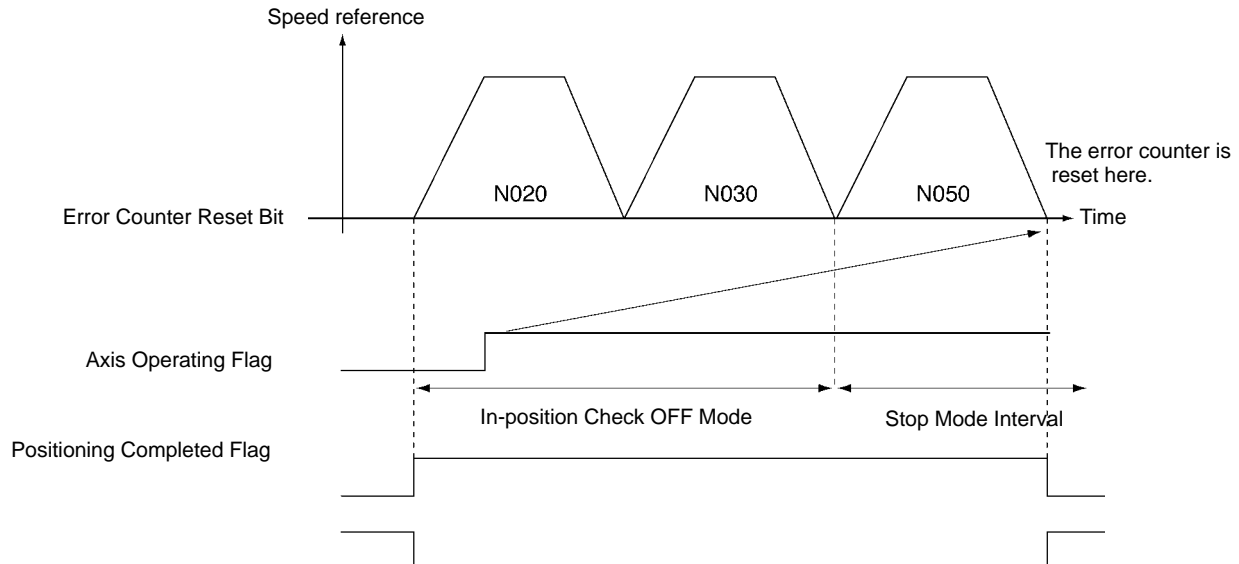 Speed reference
The error counter is
reset here.
N020
N030
N050
Error Counter Reset Bit
Time
Axis Operating Flag
In-position Check OFF Mode
Stop Mode Interval
Positioning Completed Flag